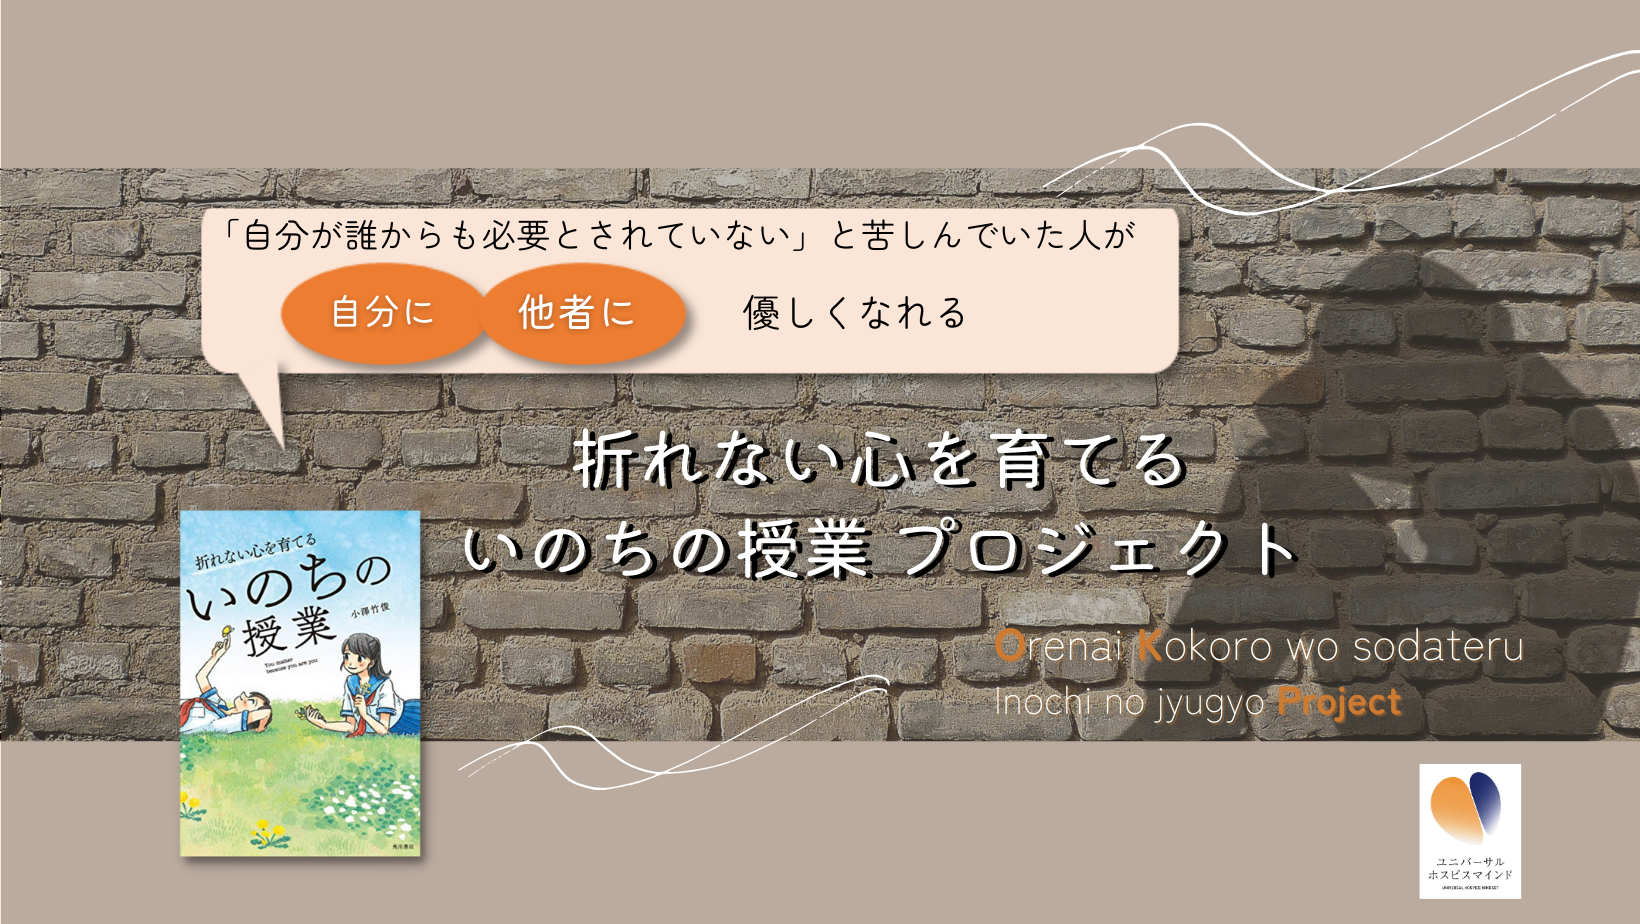 「自分が誰からも必要とされていない」と苦しんでいた人が
自分に 他者に 優しくなれる
折れない心を育てる
いのちの授業 プロジェクト
Orenai Kokoro wo sodateru
Inochi no jyugyo Project
折れない心を育てる
いのちの
授業
小澤竹俊
You matter
because you are you
角川書店
ユニバーサル
ホスピスマインド
UNIVERSAL HOSPICE MINDSET